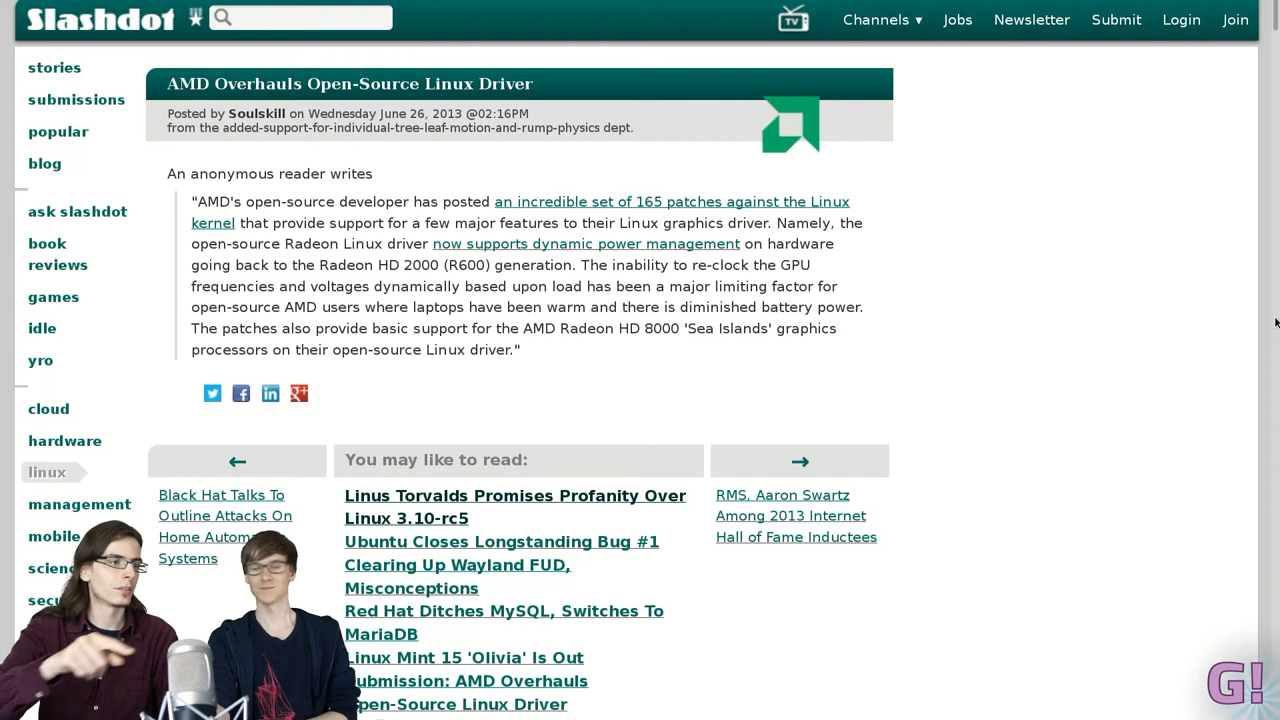 Slashdot
TV
Channels ▾ Jobs Newsletter Submit Login Join
stories
submissions
popular
blog
ask slashdot
book
reviews
games
idle
yro
cloud
hardware
linux
management
mobile
AMD Overhauls Open-Source Linux Driver
Posted by Soulskill on Wednesday June 26, 2013 @02:16PM
from the added-support-for-individual-tree-leaf-motion-and-rump-physics dept.
An anonymous reader writes
"AMD's open-source developer has posted an incredible set of 165 patches against the Linux
kernel that provide support for a few major features to their Linux graphics driver. Namely, the
open-source Radeon Linux driver now supports dynamic power management on hardware
going back to the Radeon HD 2000 (R600) generation. The inability to re-clock the GPU
frequencies and voltages dynamically based upon load has been a major limiting factor for
open-source AMD users where laptops have been warm and there is diminished battery power.
The patches also provide basic support for the AMD Radeon HD 8000 'Sea Islands' graphics
processors on their open-source Linux driver."
←
Black Hat Talks To
Outline Attacks On
Home
Systems
You may like to read:
Linus Torvalds Promises Profanity Over
Linux 3.10-rc5
Ubuntu Closes Longstanding Bug #1
Clearing Up Wayland FUD,
Misconceptions
Red Hat Ditches MySQL, Switches To
MariaDB
Linux Mint 15 'Olivia' Is Out
ubmission: AMD Overhauls
pen-Source Linux Driver
→
RMS, Aaron Swartz
Among 2013 Internet
Hall of Fame Inductees
G!